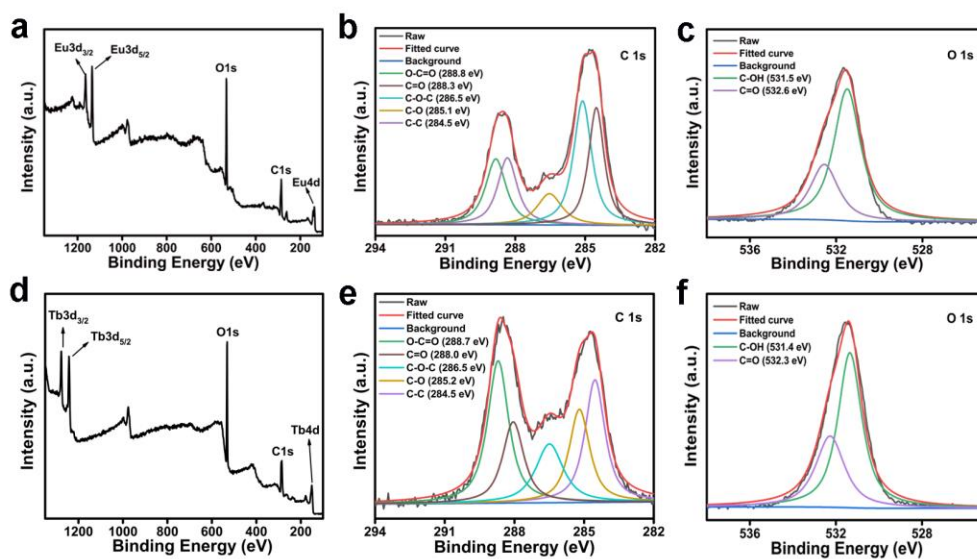 a
Eu3d3/2
Eu3d5/2
O1s
C1s
Eu4d
Intensity (a.u.)
1200 1000 800 600 400 200 0
Binding Energy (eV)
b
Raw
Fitted curve
Background
O-C=O (288.8 eV)
C=O (288.3 eV)
C-O-C (286.5 eV)
C-O (285.1 eV)
C-C (284.5 eV)
C 1s
Intensity (a.u.)
294 291 288 285 282
Binding Energy (eV)
c
Raw
Fitted curve
Background
C-OH (531.5 eV)
C=O (532.6 eV)
O 1s
Intensity (a.u.)
536 532 528
Binding Energy (eV)
d
Tb3d3/2
Tb3d5/2
O1s
C1s
Tb4d
Intensity (a.u.)
1200 1000 800 600 400 200 0
Binding Energy (eV)
e
Raw
Fitted curve
Background
O-C=O (288.7 eV)
C=O (288.0 eV)
C-O-C (286.5 eV)
C-O (285.2 eV)
C-C (284.5 eV)
C 1s
Intensity (a.u.)
294 291 288 285 282
Binding Energy (eV)
f
Raw
Fitted curve
Background
C-OH (531.4 eV)
C=O (532.3 eV)
O 1s
Intensity (a.u.)
536 532 528
Binding Energy (eV)